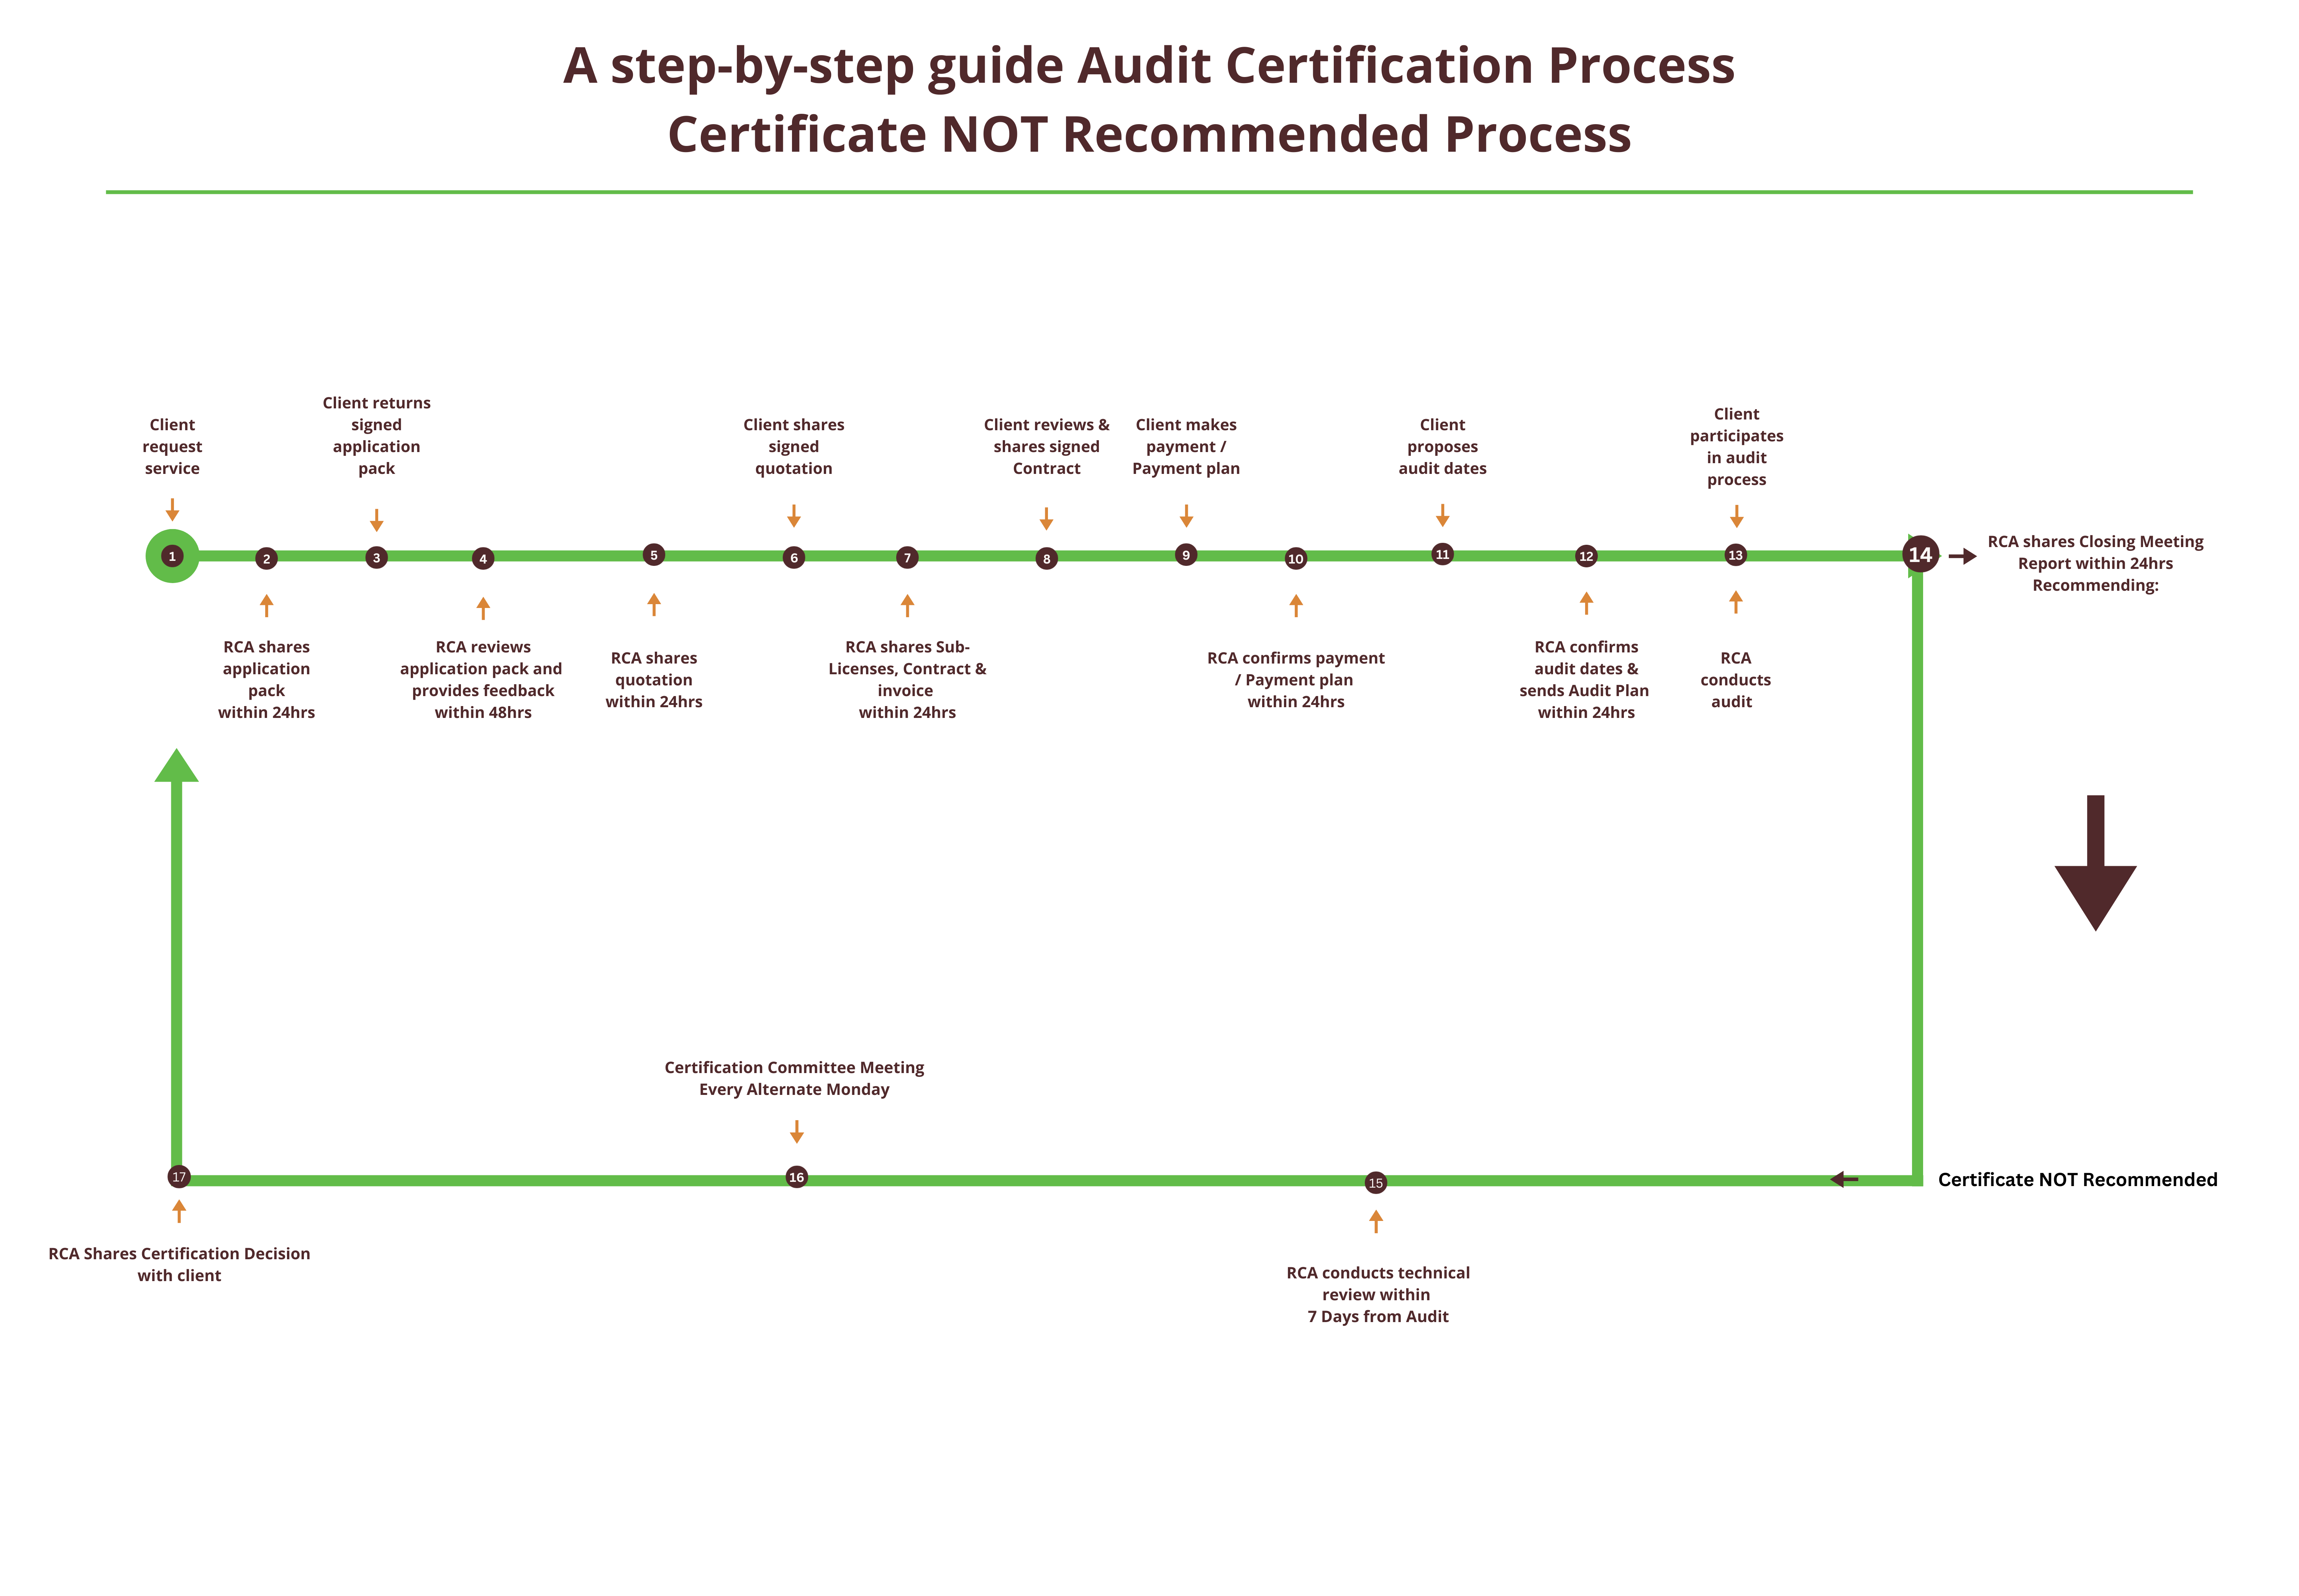 A step-by-step guide Audit Certification Process
Certificate NOT Recommended Process
Client
request
service
1
2
RCA shares
application
pack
within 24hrs
Client returns
signed
application
pack
3
4
RCA reviews
application pack and
provides feedback
within 48hrs
5
RCA shares
quotation
within 24hrs
Client shares
signed
quotation
6
7
RCA shares Sub-
Licenses, Contract &
invoice
within 24hrs
Client reviews &
shares signed
Contract
8
Client makes
payment /
Payment plan
9
10
RCA confirms payment
/ Payment plan
within 24hrs
Client
proposes
audit dates
11
12
RCA confirms
audit dates &
sends Audit Plan
within 24hrs
Client
participates
in audit
process
13
RCA
conducts
audit
14
RCA shares Closing Meeting
Report within 24hrs
Recommending:
Certificate NOT Recommended
15
RCA conducts technical
review within
7 Days from Audit
Certification Committee Meeting
Every Alternate Monday
16
17
RCA Shares Certification Decision
with client